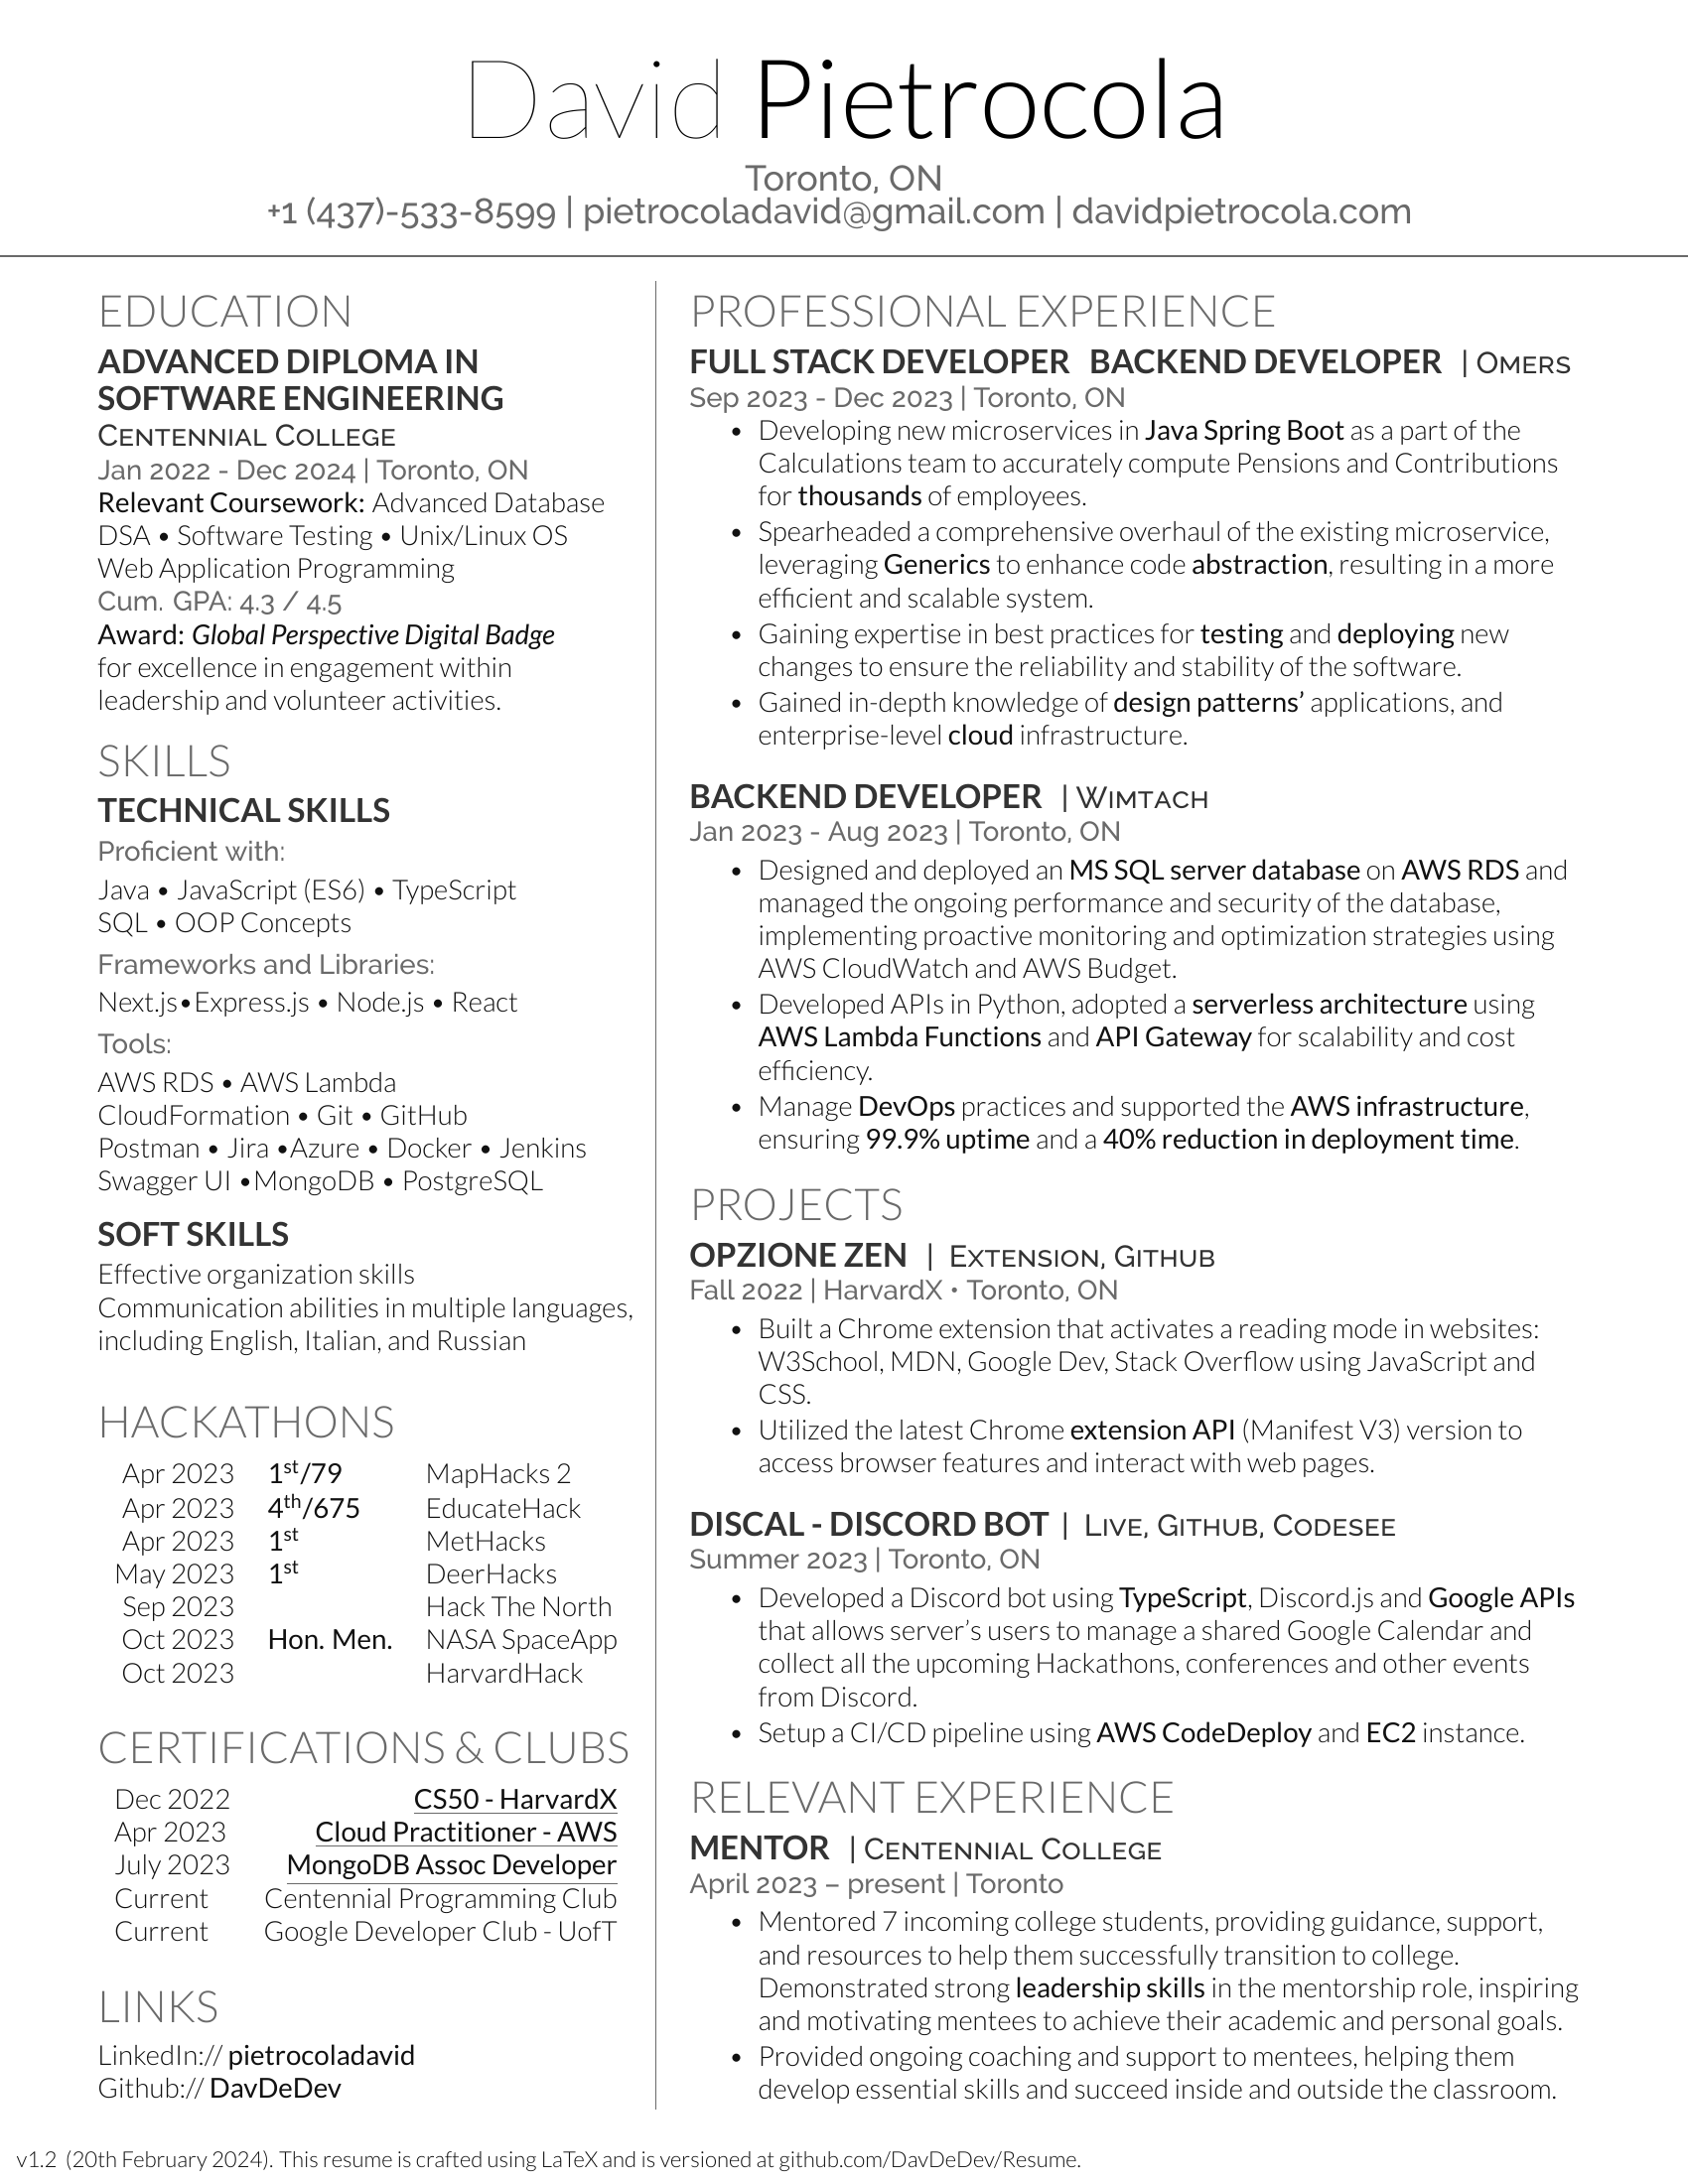 David Pietrocola
Toronto, ON
+1 (437)-533-8599 | pietrocoladavid@gmail.com | davidpietrocola.com
EDUCATION
ADVANCED DIPLOMA IN
SOFTWARE ENGINEERING
CENTENNIAL COLLEGE
Jan 2022 - Dec 2024 | Toronto, ON
Relevant Coursework: Advanced Database
DSA • Software Testing • Unix/Linux OS
Web Application Programming
Cum. GPA: 4.3 / 4.5
Award: Global Perspective Digital Badge
for excellence in engagement within
leadership and volunteer activities.
SKILLS
TECHNICAL SKILLS
Proficient with:
Java • JavaScript (ES6) • TypeScript
SQL • OOP Concepts
Frameworks and Libraries:
Next.js•Express.js • Node.js • React
Tools:
AWS RDS • AWS Lambda
CloudFormation • Git • GitHub
Postman • Jira •Azure • Docker • Jenkins
Swagger UI •MongoDB • PostgreSQL
SOFT SKILLS
Effective organization skills
Communication abilities in multiple languages,
including English, Italian, and Russian
HACKATHONS
Apr 2023 1st/79 MapHacks 2
Apr 2023 4th/675 EducateHack
Apr 2023 1st MetHacks
May 2023 1st DeerHacks
Sep 2023 Hack The North
Oct 2023 Hon. Men. NASA SpaceApp
Oct 2023 HarvardHack
CERTIFICATIONS & CLUBS
Dec 2022 CS50 - HarvardX
Apr 2023 Cloud Practitioner - AWS
July 2023 MongoDB Assoc Developer
Current Centennial Programming Club
Current Google Developer Club - UofT
LINKS
LinkedIn:// pietrocoladavid
Github:// DavDeDev
PROFESSIONAL EXPERIENCE
FULL STACK DEVELOPER BACKEND DEVELOPER | OMERS
Sep 2023 - Dec 2023 | Toronto, ON
• Developing new microservices in Java Spring Boot as a part of the
Calculations team to accurately compute Pensions and Contributions
for thousands of employees.
• Spearheaded a comprehensive overhaul of the existing microservice,
leveraging Generics to enhance code abstraction, resulting in a more
efficient and scalable system.
• Gaining expertise in best practices for testing and deploying new
changes to ensure the reliability and stability of the software.
• Gained in-depth knowledge of design patterns’ applications, and
enterprise-level cloud infrastructure.
BACKEND DEVELOPER | WIMTACH
Jan 2023 - Aug 2023 | Toronto, ON
• Designed and deployed an MS SQL server database on AWS RDS and
managed the ongoing performance and security of the database,
implementing proactive monitoring and optimization strategies using
AWS CloudWatch and AWS Budget.
• Developed APIs in Python, adopted a serverless architecture using
AWS Lambda Functions and API Gateway for scalability and cost
efficiency.
• Manage DevOps practices and supported the AWS infrastructure,
ensuring 99.9% uptime and a 40% reduction in deployment time.
PROJECTS
OPZIONE ZEN | EXTENSION, GITHUB
Fall 2022 | HarvardX • Toronto, ON
• Built a Chrome extension that activates a reading mode in websites:
W3School, MDN, Google Dev, Stack Overflow using JavaScript and
CSS.
• Utilized the latest Chrome extension API (Manifest V3) version to
access browser features and interact with web pages.
DISCAL - DISCORD BOT | LIVE, GITHUB, CODESEE
Summer 2023 | Toronto, ON
• Developed a Discord bot using TypeScript, Discord.js and Google APIs
that allows server’s users to manage a shared Google Calendar and
collect all the upcoming Hackathons, conferences and other events
from Discord.
• Setup a CI/CD pipeline using AWS CodeDeploy and EC2 instance.
RELEVANT EXPERIENCE
MENTOR | CENTENNIAL COLLEGE
April 2023 – present | Toronto
• Mentored 7 incoming college students, providing guidance, support,
and resources to help them successfully transition to college.
Demonstrated strong leadership skills in the mentorship role, inspiring
and motivating mentees to achieve their academic and personal goals.
• Provided ongoing coaching and support to mentees, helping them
develop essential skills and succeed inside and outside the classroom.
v1.2 (20th February 2024). This resume is crafted using LaTeX and is versioned at github.com/DavDeDev/Resume.